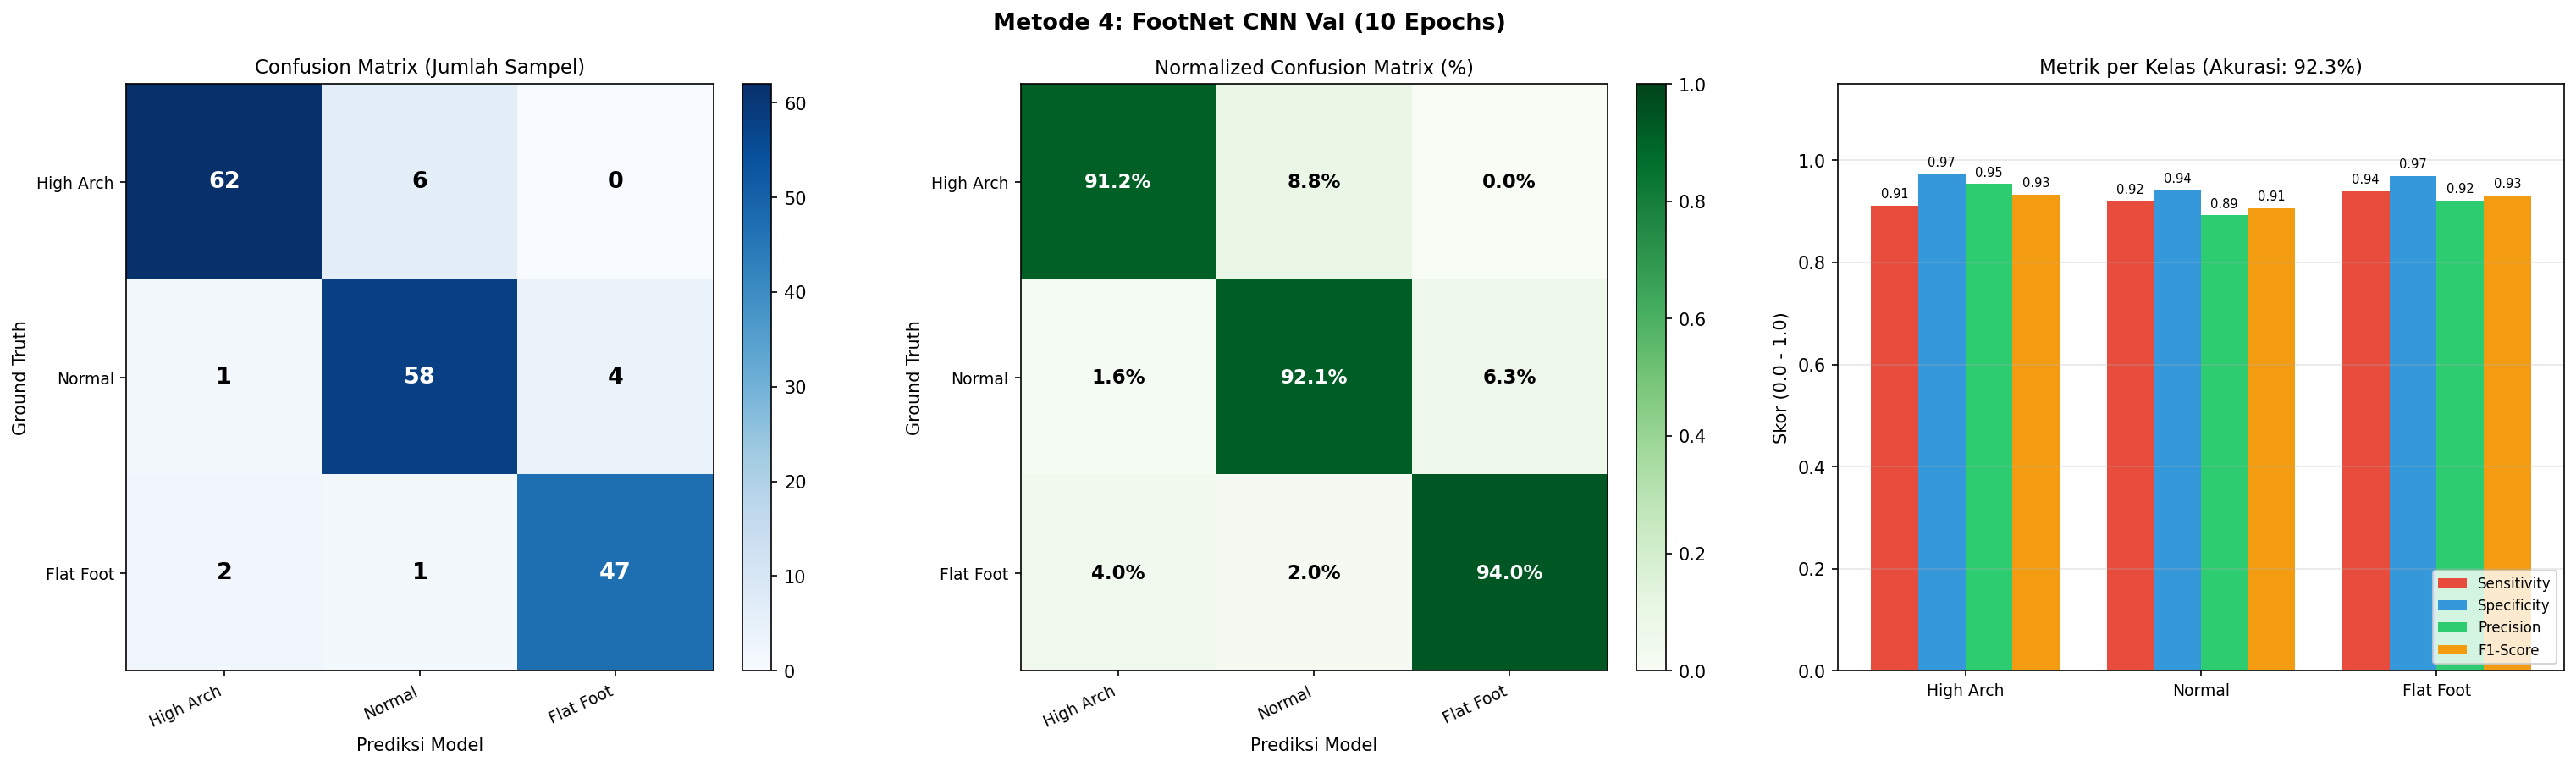 Metode 4: FootNet CNN Val (10 Epochs)
Confusion Matrix (Jumlah Sampel)
Ground Truth
High Arch
Normal
Flat Foot
62 6 0
1 58 4
2 1 47
High Arch Normal Flat Foot
Prediksi Model
60
50
40
30
20
10
0
Normalized Confusion Matrix (%)
Ground Truth
High Arch
Normal
Flat Foot
91.2% 8.8% 0.0%
1.6% 92.1% 6.3%
4.0% 2.0% 94.0%
High Arch Normal Flat Foot
Prediksi Model
1.0
0.8
0.6
0.4
0.2
0.0
Metrik per Kelas (Akurasi: 92.3%)
Skor (0.0 - 1.0)
1.0
0.8
0.6
0.4
0.2
0.0
0.91 0.97 0.95 0.93
0.92 0.94 0.89 0.91
0.94 0.97 0.92 0.93
Sensitivity
Specificity
Precision
F1-Score
High Arch Normal Flat Foot